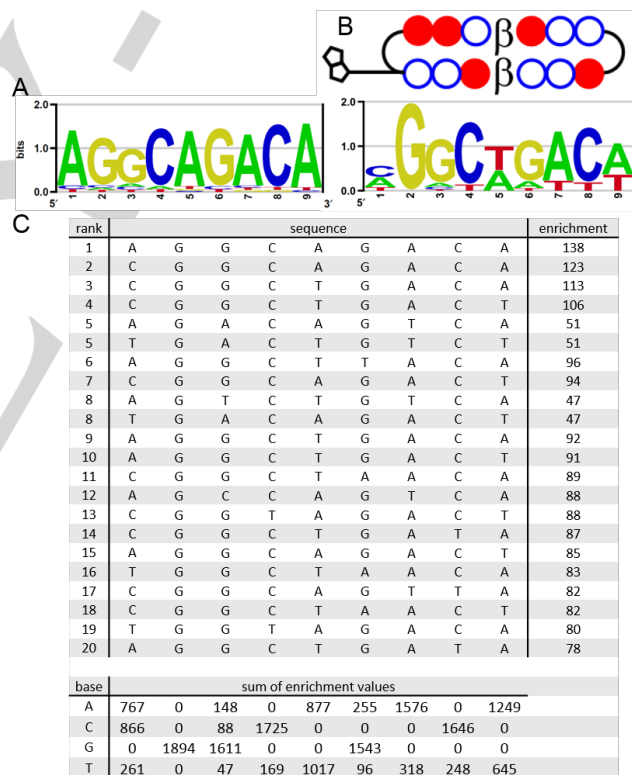 B
β
β
A
2.0
bits
1.0
0.0
AGGCAGACA
5' 1 2 3 4 5 6 7 8 9 3'
2.0
1.0
0.0
C G G C T G A C A
A A T T T
5' 1 2 3 4 5 6 7 8 9
C
rank sequence enrichment
1 A G G C A G A C A 138
2 C G G C A G A C A 123
3 C G G C T G A C A 113
4 C G G C T G A C T 106
5 A G A C A G T C A 51
5 T G A C T G T C T 51
6 A G G C T T A C A 96
7 C G G C A G A C T 94
8 A G T C T G T C A 47
8 T G A C A G A C T 47
9 A G G C T G A C A 92
10 A G G C T G A C T 91
11 C G G C T A A C A 89
12 A G C C A G T C A 88
13 C G G T A G A C T 88
14 C G G C T G A T A 87
15 A G G C A G A C T 85
16 T G G C T A A C A 83
17 C G G C A G T T A 82
18 C G G C T A A C T 82
19 T G G T A G A C A 80
20 A G G C T G A T A 78
base sum of enrichment values
A 767 0 148 0 877 255 1576 0 1249
C 866 0 88 1725 0 0 0 1646 0
G 0 1894 1611 0 0 1543 0 0 0
T 261 0 47 169 1017 96 318 248 645